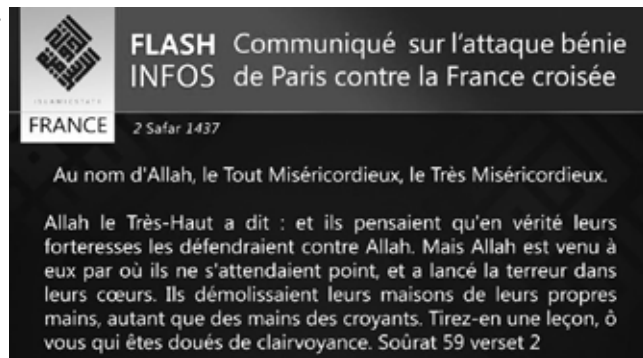 FLASH Communiqué sur l'attaque bénie
INFOS de Paris contre la France croisée
ISLAMIC STATE
FRANCE
2 Safar 1437
Au nom d'Allah, le Tout Miséricordieux, le Très Miséricordieux.
Allah le Très-Haut a dit : et ils pensaient qu'en vérité leurs
forteresses les défendraient contre Allah. Mais Allah est venu à
eux par où ils ne s'attendaient point, et a lancé la terreur dans
leurs cœurs. Ils démolissaient leurs maisons de leurs propres
mains, autant que des mains des croyants. Tirez-en une leçon, ô
vous qui êtes doués de clairvoyance. Soûrat 59 verset 2